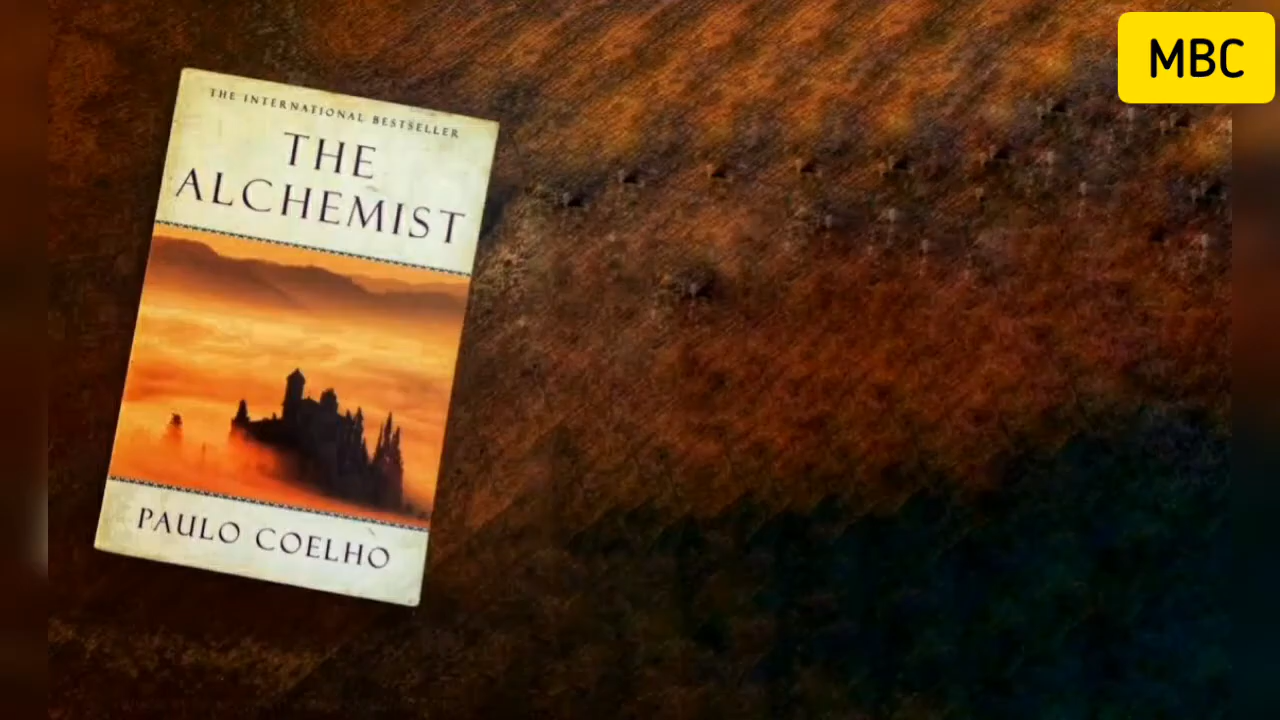 MBC
THE INTERNATIONAL BESTSELLER
THE
ALCHEMIST
PAULO COELHO